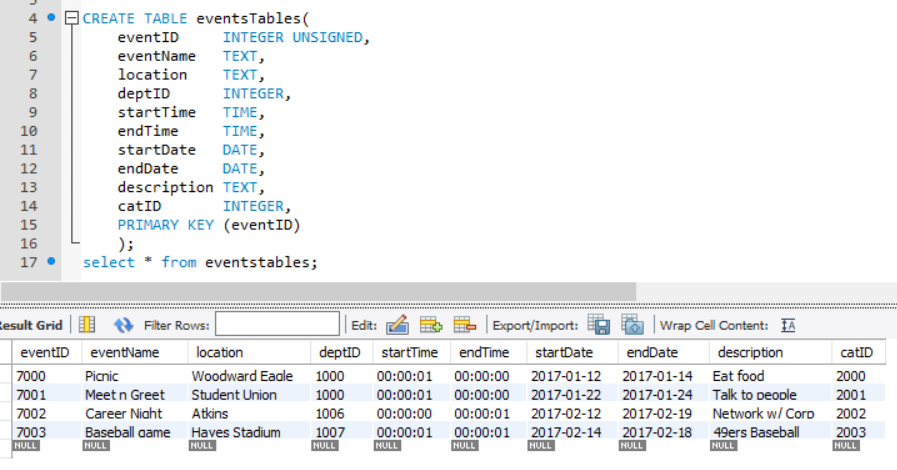 4 CREATE TABLE eventsTables(
5 eventID INTEGER UNSIGNED,
6 eventName TEXT,
7 location TEXT,
8 deptID INTEGER,
9 startTime TIME,
10 endTime TIME,
11 startDate DATE,
12 endDate DATE,
13 description TEXT,
14 catID INTEGER,
15 PRIMARY KEY (eventID)
16 );
17 select * from eventstables;
Result Grid Filter Rows: Edit: Export/Import: Wrap Cell Content: IA
eventID eventName location deptID startTime endTime startDate endDate description catID
7000 Picnic Woodward Eagle 1000 00:00:01 00:00:00 2017-01-12 2017-01-14 Eat food 2000
7001 Meet n Greet Student Union 1000 00:00:01 00:00:01 2017-01-22 2017-01-24 Talk to people 2001
7002 Career Night Atkins 1006 00:00:00 00:00:01 2017-02-12 2017-02-19 Network w/ Corp 2002
7003 Baseball game Hayes Stadium 1007 00:00:01 00:00:01 2017-02-14 2017-02-18 49ers Baseball 2003
NULL NULL NULL NULL NULL NULL NULL NULL NULL NULL